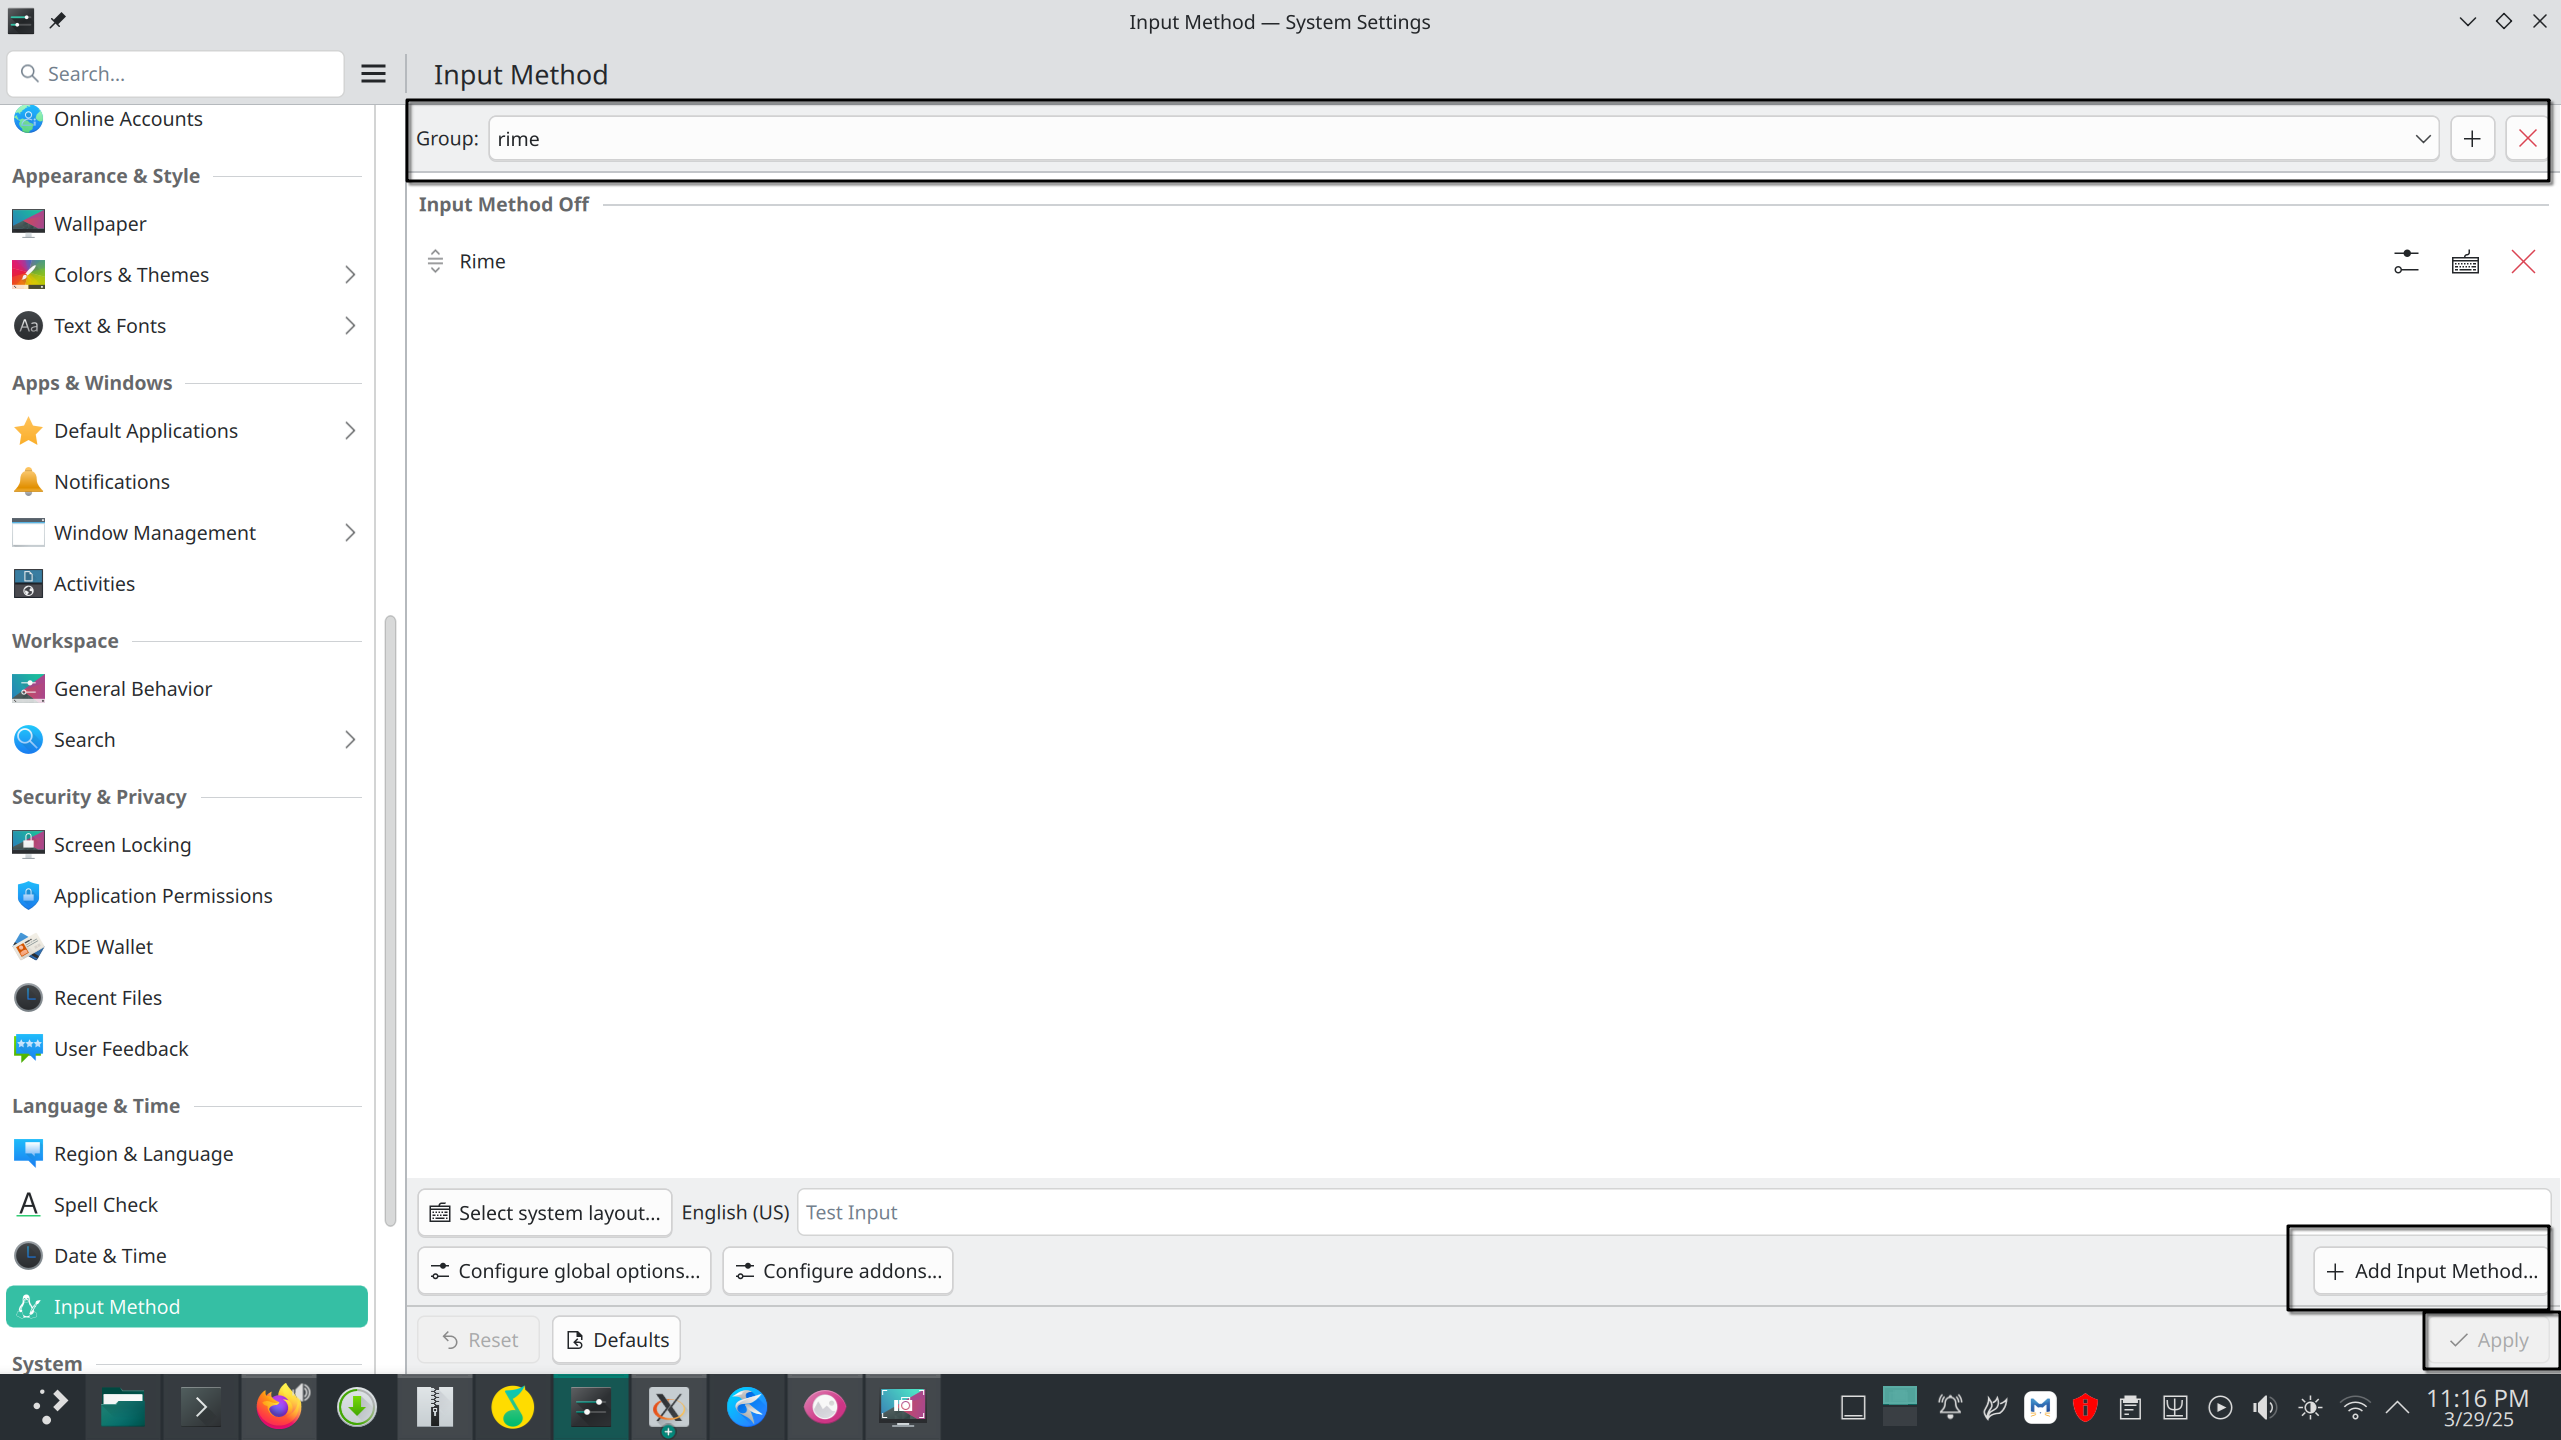 Input Method — System Settings
Search...
Input Method
Online Accounts
Appearance & Style
Wallpaper
Colors & Themes
Text & Fonts
Apps & Windows
Default Applications
Notifications
Window Management
Activities
Workspace
General Behavior
Search
Security & Privacy
Screen Locking
Application Permissions
KDE Wallet
Recent Files
User Feedback
Language & Time
Region & Language
Spell Check
Date & Time
Input Method
System
Group: rime
Input Method Off
Rime
Select system layout... English (US) Test Input
Configure global options... Configure addons... Add Input Method...
Reset Defaults Apply
11:16 PM
3/29/25